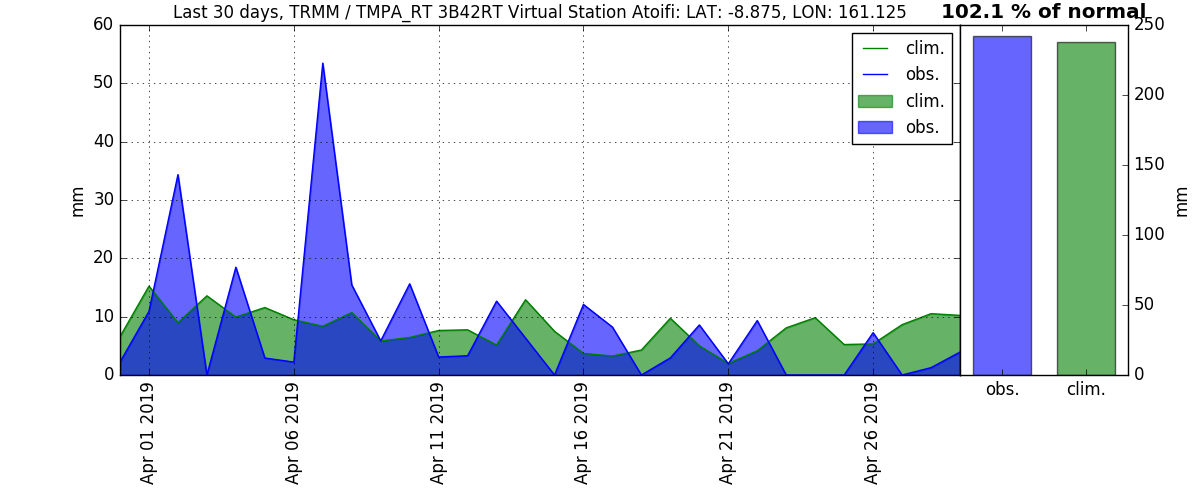 Last 30 days, TRMM / TMPA_RT 3B42RT Virtual Station Atoifi: LAT: -8.875, LON: 161.125
102.1 % of normal
60
50
40
30
20
10
0
mm
clim.
obs.
clim.
obs.
250
200
150
100
50
0
mm
obs.
clim.
Apr 01 2019
Apr 06 2019
Apr 11 2019
Apr 16 2019
Apr 21 2019
Apr 26 2019